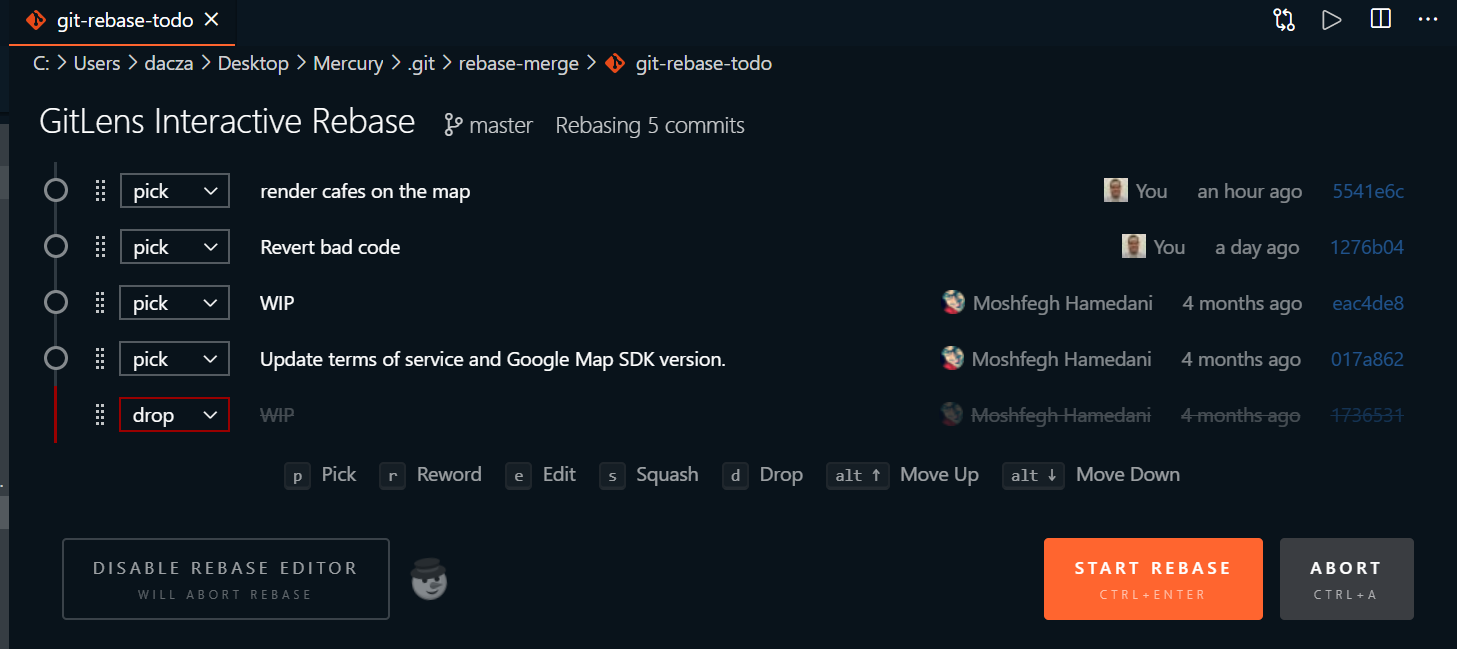 git-rebase-todo
C: > Users > dacza > Desktop > Mercury > .git > rebase-merge > git-rebase-todo
GitLens Interactive Rebase master Rebasing 5 commits
pick render cafes on the map You an hour ago 5541e6c
pick Revert bad code You a day ago 1276b04
pick WIP Moshfegh Hamedani 4 months ago eac4de8
pick Update terms of service and Google Map SDK version. Moshfegh Hamedani 4 months ago 017a862
drop WIP Moshfegh Hamedani 4 months ago 1736531
p Pick r Reword e Edit s Squash d Drop alt ↑ Move Up alt ↓ Move Down
DISABLE REBASE EDITOR START REBASE ABORT
WILL ABORT REBASE CTRL+ENTER CTRL+A